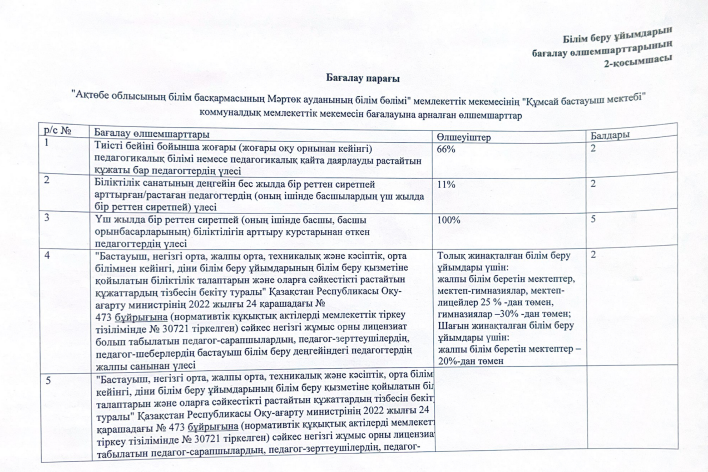 Білім беру ұйымдарын
бағалау өлшемшарттарының
2-қосымшасы
Бағалау парағы
"Ақтөбе облысының білім басқармасының Мәртөк ауданының білім бөлімі" мемлекеттік мекемесінің "Құмсай бастауыш мектебі"
коммуналдық мемлекеттік мекемесін бағалауына арналған өлшемшарттар
р/с № Бағалау өлшемшарттары Өлшеуіштер Балдары
1 Тиісті бейіні бойынша жоғары (жоғары оқу орнынан кейінгі) 66% 2
педагогикалық білімі немесе педагогикалық қайта даярлауды растайтын
құжаты бар педагогтердің үлесі
2 Біліктілік санатының деңгейін бес жылда бір реттен сиретпей 11% 2
арттырған/растаған педагогтердің (оның ішінде басшылардың үш жылда
бір реттен сиретпей) үлесі
3 Үш жылда бір реттен сиретпей (оның ішінде басшы, басшы 100% 5
орынбасарларының) біліктілігін арттыру курстарынан өткен
педагогтердің үлесі
4 "Бастауыш, негізгі орта, жалпы орта, техникалық және кәсіптік, орта Толық жинақталған білім беру 2
білімнен кейінгі, діни білім беру ұйымдарының білім беру қызметіне ұйымдары үшін:
қойылатын біліктілік талаптарын және оларға сәйкестікті растайтын жалпы білім беретін мектептер,
құжаттардың тізбесін бекіту туралы" Қазақстан Республикасы Оқу- мектеп-гимназиялар, мектеп-
ағарту министрінің 2022 жылғы 24 қарашадағы № лицейлер 25 % -дан төмен,
473 бұйрығына (нормативтік құқықтық актілерді мемлекеттік тіркеу гимназиялар –30% -дан төмен;
тізілімінде № 30721 тіркелген) сәйкес негізгі жұмыс орны лицензиат Шағын жинақталған білім беру
болып табылатын педагог-сарапшылардың, педагог-зерттеушілердің, ұйымдары үшін:
педагог-шеберлердің бастауыш білім беру деңгейіндегі педагогтердің жалпы білім беретін мектептер –
жалпы санынан үлесі 20%-дан төмен
5 "Бастауыш, негізгі орта, жалпы орта, техникалық және кәсіптік, орта білім
кейінгі, діни білім беру ұйымдарының білім беру қызметіне қойылатын біл
талаптарын және оларға сәйкестікті растайтын құжаттардың тізбесін бекіт
туралы" Қазақстан Республикасы Оқу-ағарту министрінің 2022 жылғы 24
қарашадағы № 473 бұйрығына (нормативтік құқықтық актілерді мемлекетт
тіркеу тізілімінде № 30721 тіркелген) сәйкес негізгі жұмыс орны лицензиат
табылатын педагог-сарапшылардың, педагог-зерттеушілердің, педагог-